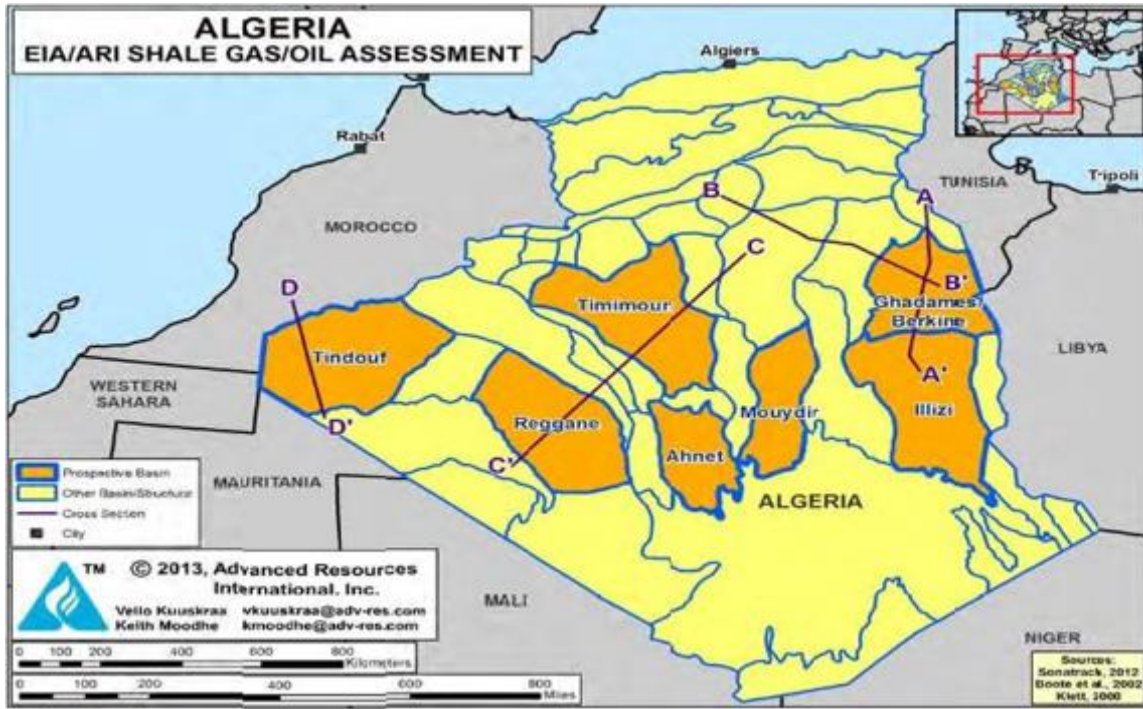 ALGERIA
EIA/ARI SHALE GAS/OIL ASSESSMENT
Algiers
Rabat
Tripoli
TUNISIA
MOROCCO
B
A
C
D
B'
Timimour
Ghadames/
Berkine
Tindouf
LIBYA
WESTERN
SAHARA
A'
Mouydir
Illizi
Reggane
D'
Ahnet
C'
Prospective Basin
Other Basin/Structure
Cross Section
City
MAURITANIA
ALGERIA
TM
© 2013, Advanced Resources
International. Inc.
Vello Kuuskraa vkuuskraa@adv-res.com
Keith Moodhe kmoodhe@adv-res.com
MALI
NIGER
0 100 200 400 600 800
Kilometers
0 100 200 400 600 800
Miles
Sources:
Sonatrack, 2012
Boote et al., 2002
Klett, 2000